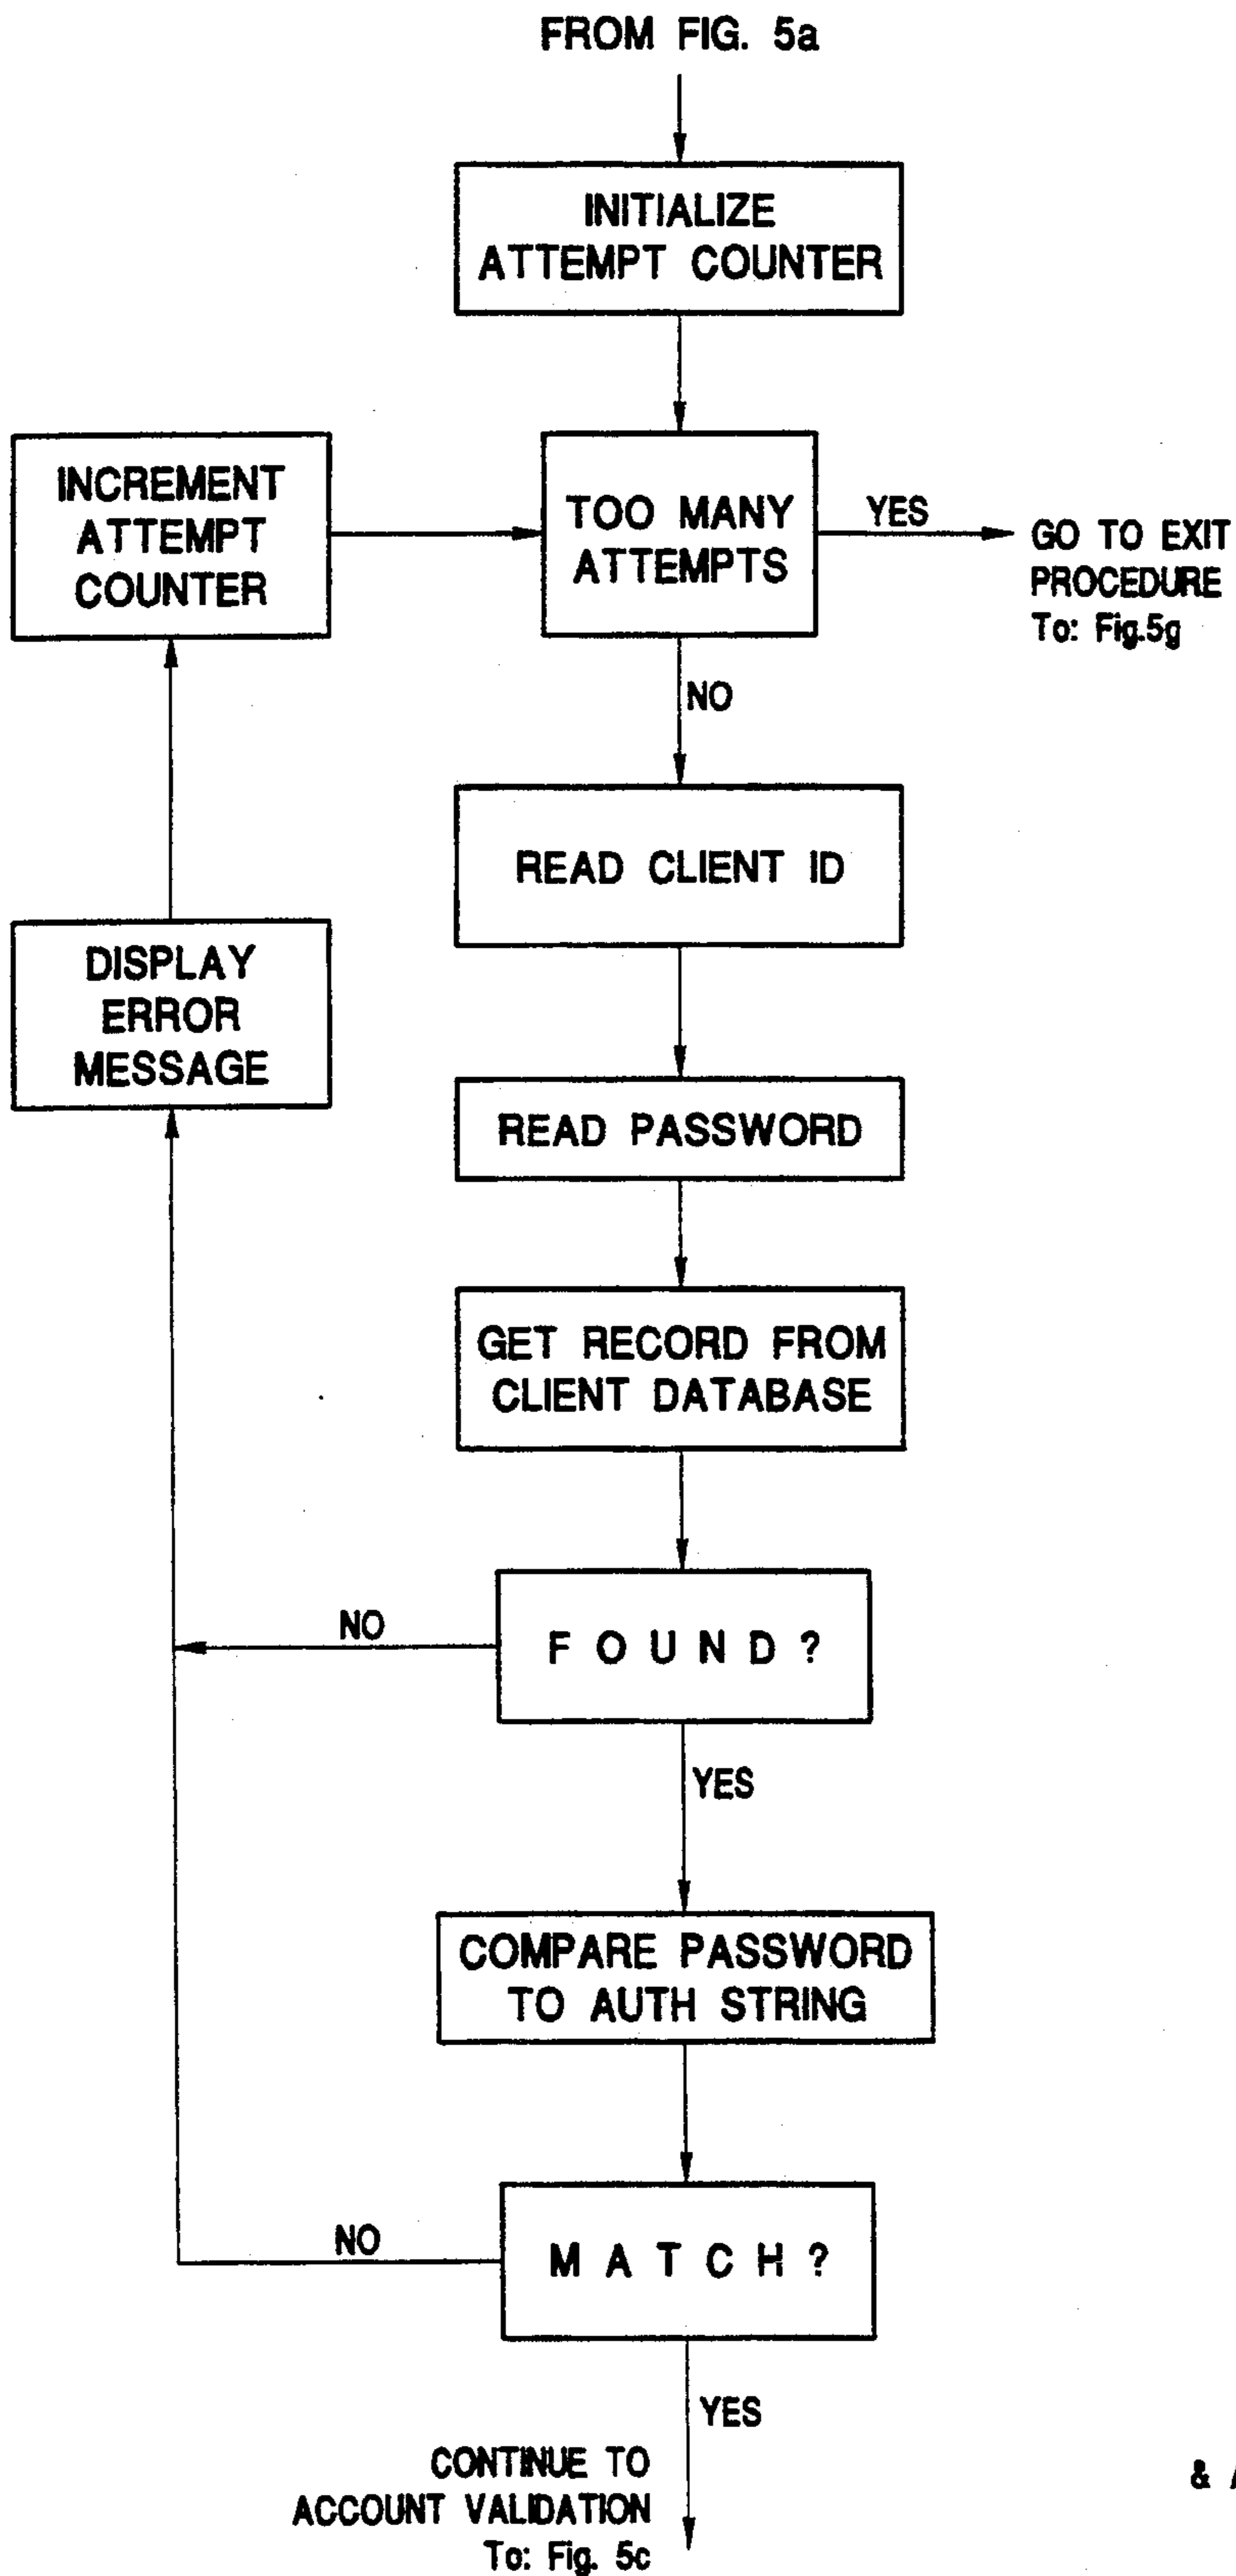 FROM FIG. 5a
INITIALIZE
ATTEMPT COUNTER
INCREMENT
ATTEMPT
COUNTER
TOO MANY
ATTEMPTS
YES
GO TO EXIT
PROCEDURE
To: Fig.5g
NO
READ CLIENT ID
DISPLAY
ERROR
MESSAGE
READ PASSWORD
GET RECORD FROM
CLIENT DATABASE
NO
FOUND?
YES
COMPARE PASSWORD
TO AUTH STRING
NO
MATCH?
YES
CONTINUE TO
ACCOUNT VALIDATION
To: Fig. 5c
&